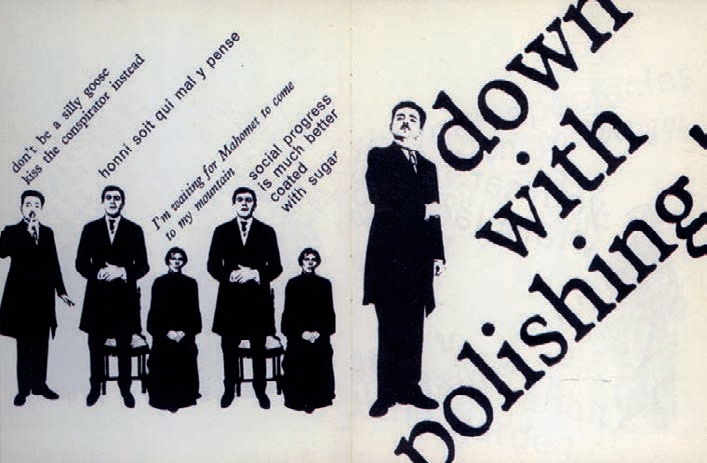 don't be a silly goose
kiss the conspirator instead
honni soit qui mal y pense
I'm waiting for Mahomet to come
to my mountain
social progress
is much better
coated
with sugar
down
with
polishing!